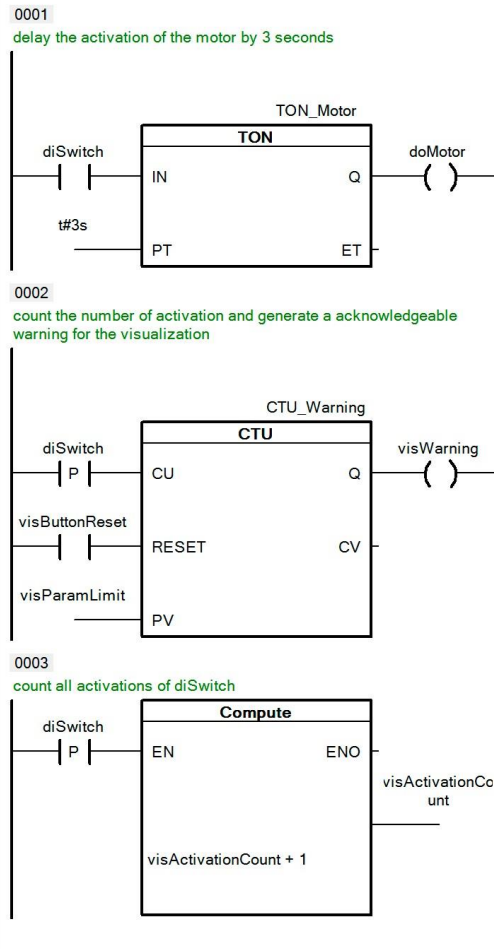 0001
delay the activation of the motor by 3 seconds
TON_Motor
TON
diSwitch
doMotor
IN
Q
t#3s
PT
ET
0002
count the number of activation and generate a acknowledgeable
warning for the visualization
CTU_Warning
CTU
diSwitch
visWarning
P
CU
Q
visButtonReset
RESET
CV
visParamLimit
PV
0003
count all activations of diSwitch
Compute
diSwitch
P
EN
ENO
visActivationCo
unt
visActivationCount + 1